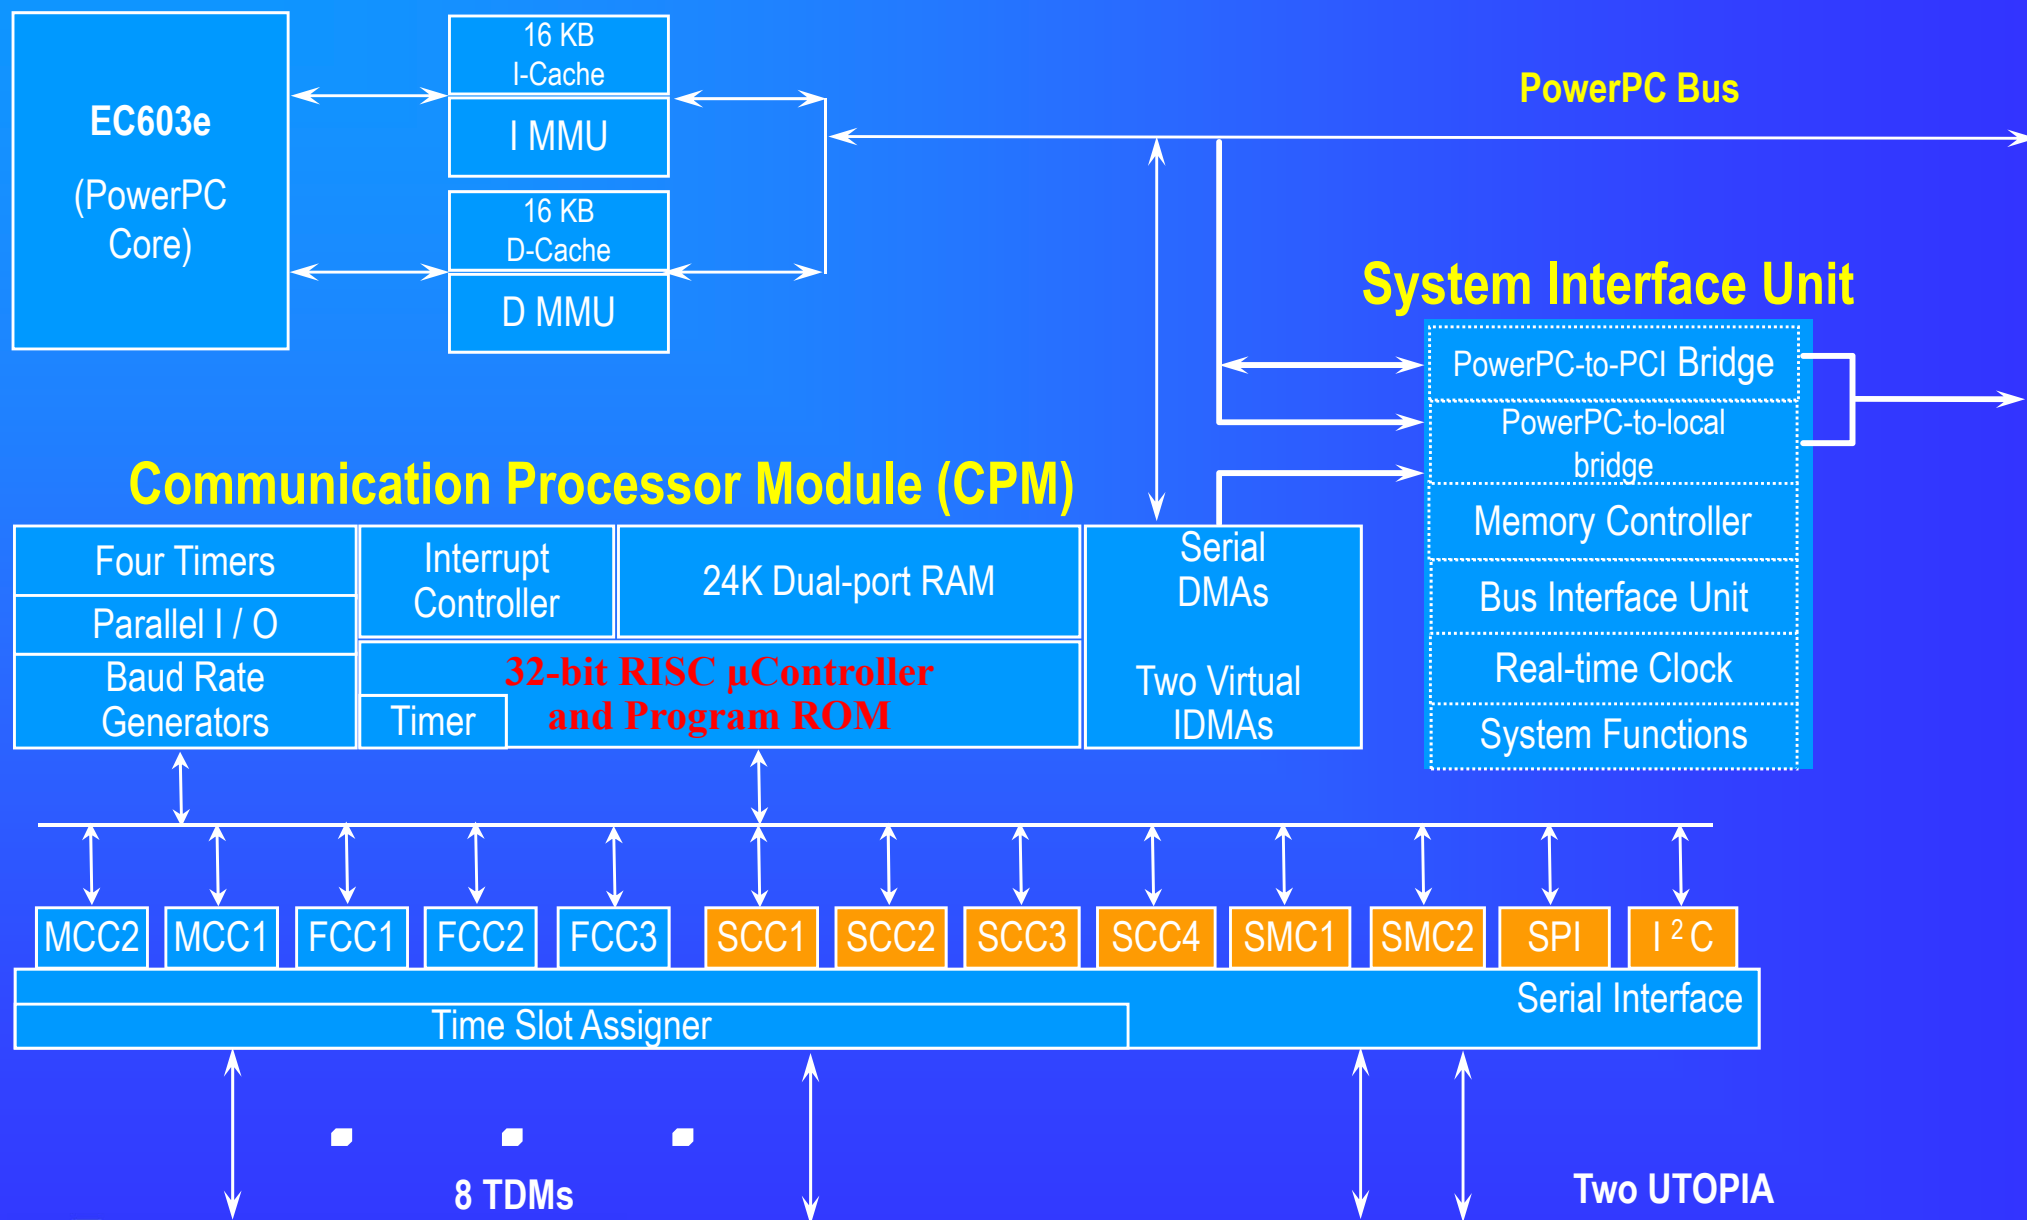 EC603e
(PowerPC
Core)
16 KB
I-Cache
I MMU
16 KB
D-Cache
D MMU
PowerPC Bus
System Interface Unit
PowerPC-to-PCI Bridge
PowerPC-to-local
bridge
Memory Controller
Bus Interface Unit
Real-time Clock
System Functions
Communication Processor Module (CPM)
Four Timers
Parallel I / O
Baud Rate
Generators
Interrupt
Controller
24K Dual-port RAM
32-bit RISC µController
and Program ROM
Timer
Serial
DMAs
Two Virtual
IDMAs
MCC2
MCC1
FCC1
FCC2
FCC3
SCC1
SCC2
SCC3
SCC4
SMC1
SMC2
SPI
I ² C
Serial Interface
Time Slot Assigner
8 TDMs
Two UTOPIA